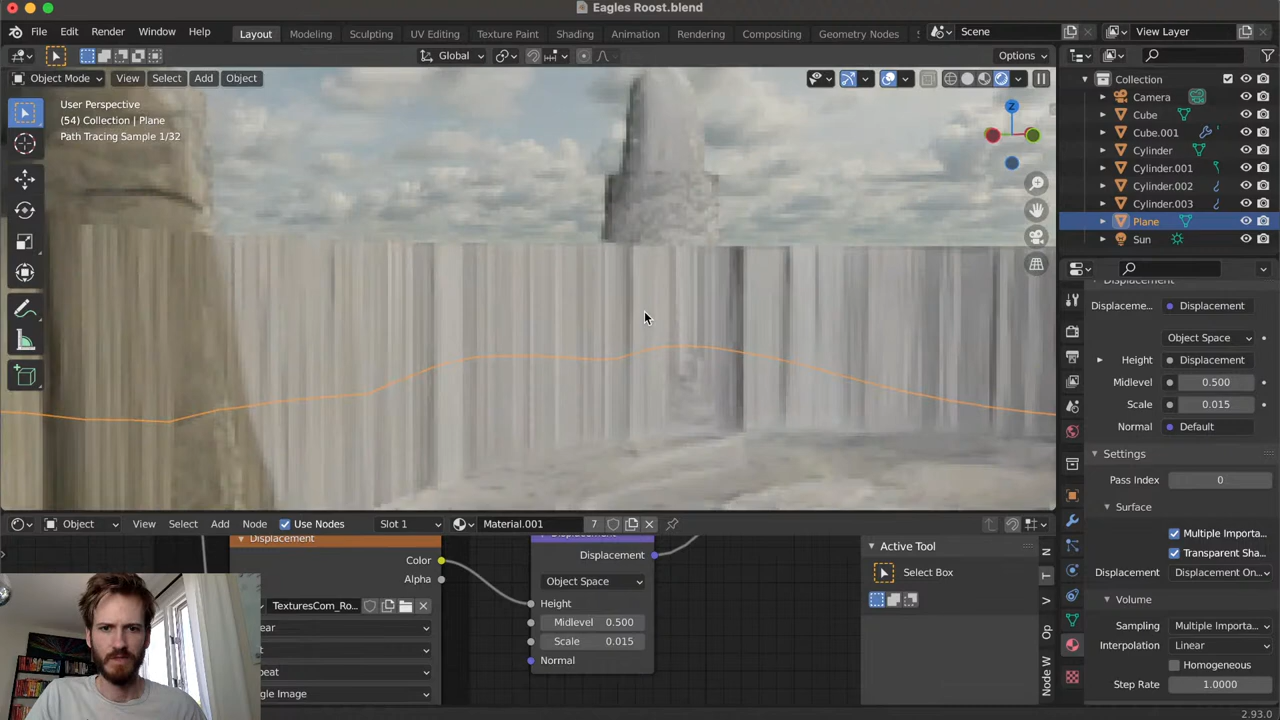 Eagles Roost.blend
File Edit Render Window Help
Layout Modeling Sculpting UV Editing Texture Paint Shading Animation Rendering Compositing Geometry Nodes
Scene
View Layer
Global
Options
Object Mode View Select Add Object
User Perspective
(54) Collection | Plane
Path Tracing Sample 1/32
Z
Collection
Camera
Cube
Cube.001
Cylinder
Cylinder.001
Cylinder.002
Cylinder.003
Plane
Sun
Displacement
Displaceme... Displacement
Object Space
Height Displacement
Midlevel 0.500
Scale 0.015
Normal Default
Settings
Pass Index 0
Surface
Multiple Importa...
Transparent Sha...
Displacement Displacement On...
Volume
Sampling Multiple Importa...
Interpolation Linear
Homogeneous
Step Rate 1.0000
Object View Select Add Node Use Nodes Slot 1 Material.001 7
Displacement
Color
Alpha
TexturesCom_Ro...
Displacement
Object Space
Height
Midlevel 0.500
Scale 0.015
Normal
Active Tool
Select Box
N
T
V
Op
Node W
2.93.0